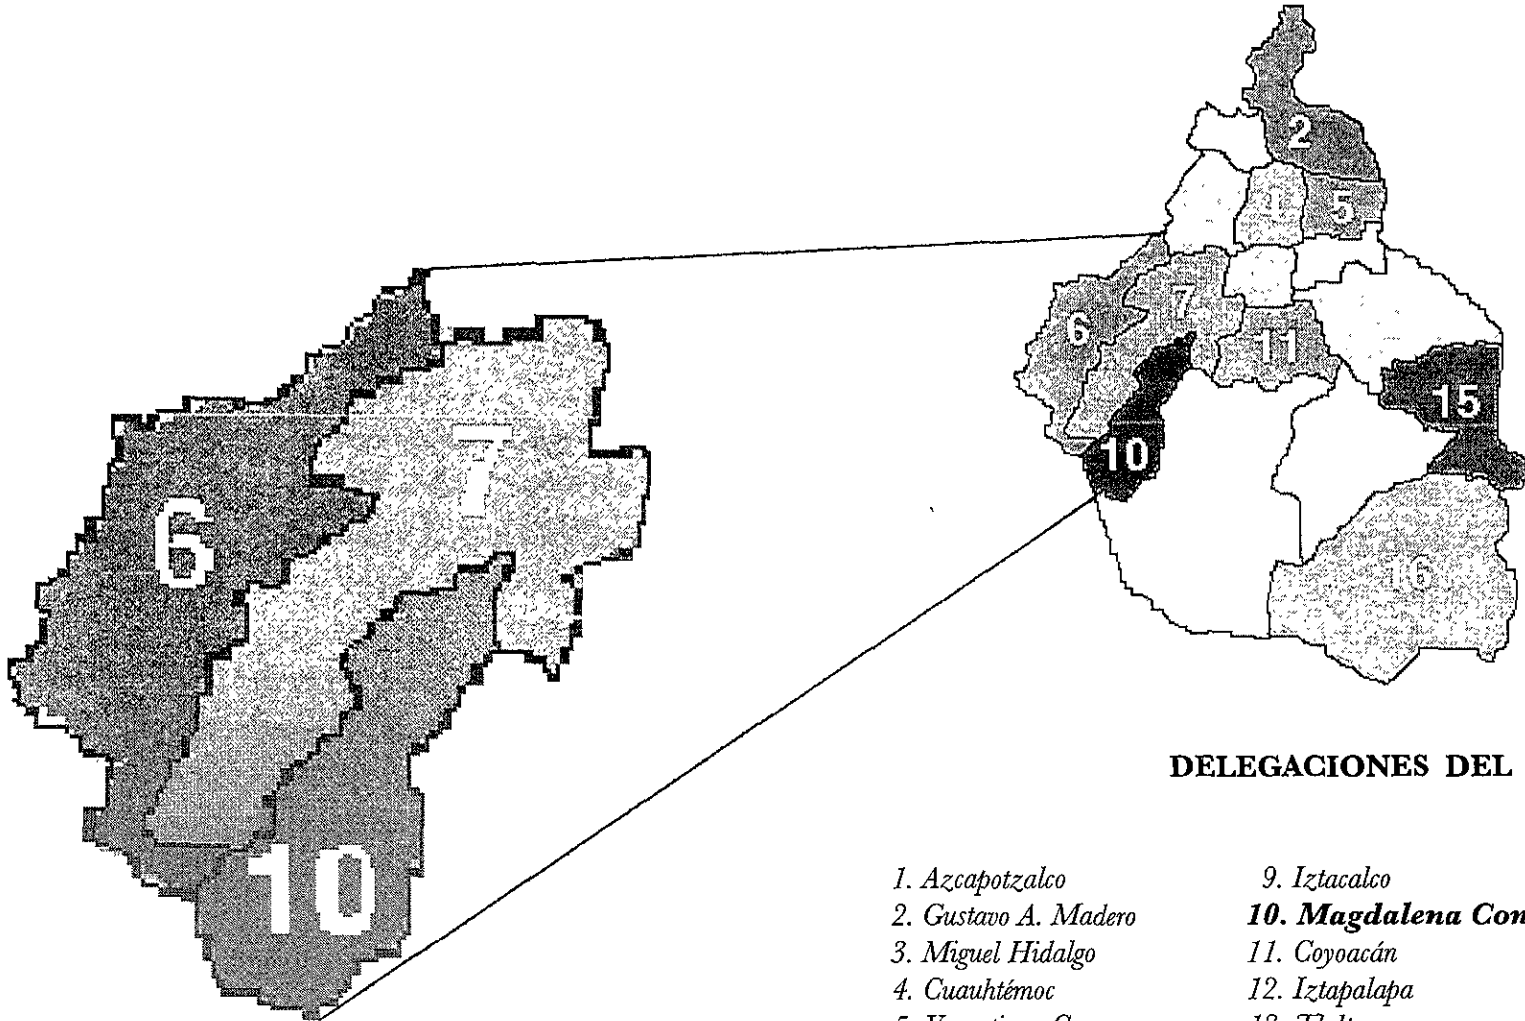 2
4 5
6 7
11
15
10
16
6
7
10
DELEGACIONES DEL
1. Azcapotzalco
2. Gustavo A. Madero
3. Miguel Hidalgo
4. Cuauhtémoc
9. Iztacalco
10. Magdalena Con
11. Coyoacán
12. Iztapalapa